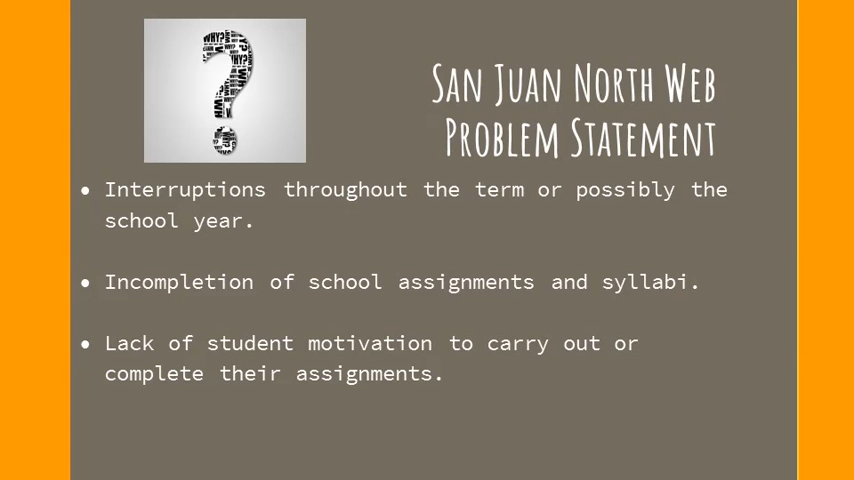 San Juan North Web
Problem Statement
WHY?
● Interruptions throughout the term or possibly the
school year.
● Incompletion of school assignments and syllabi.
● Lack of student motivation to carry out or
complete their assignments.